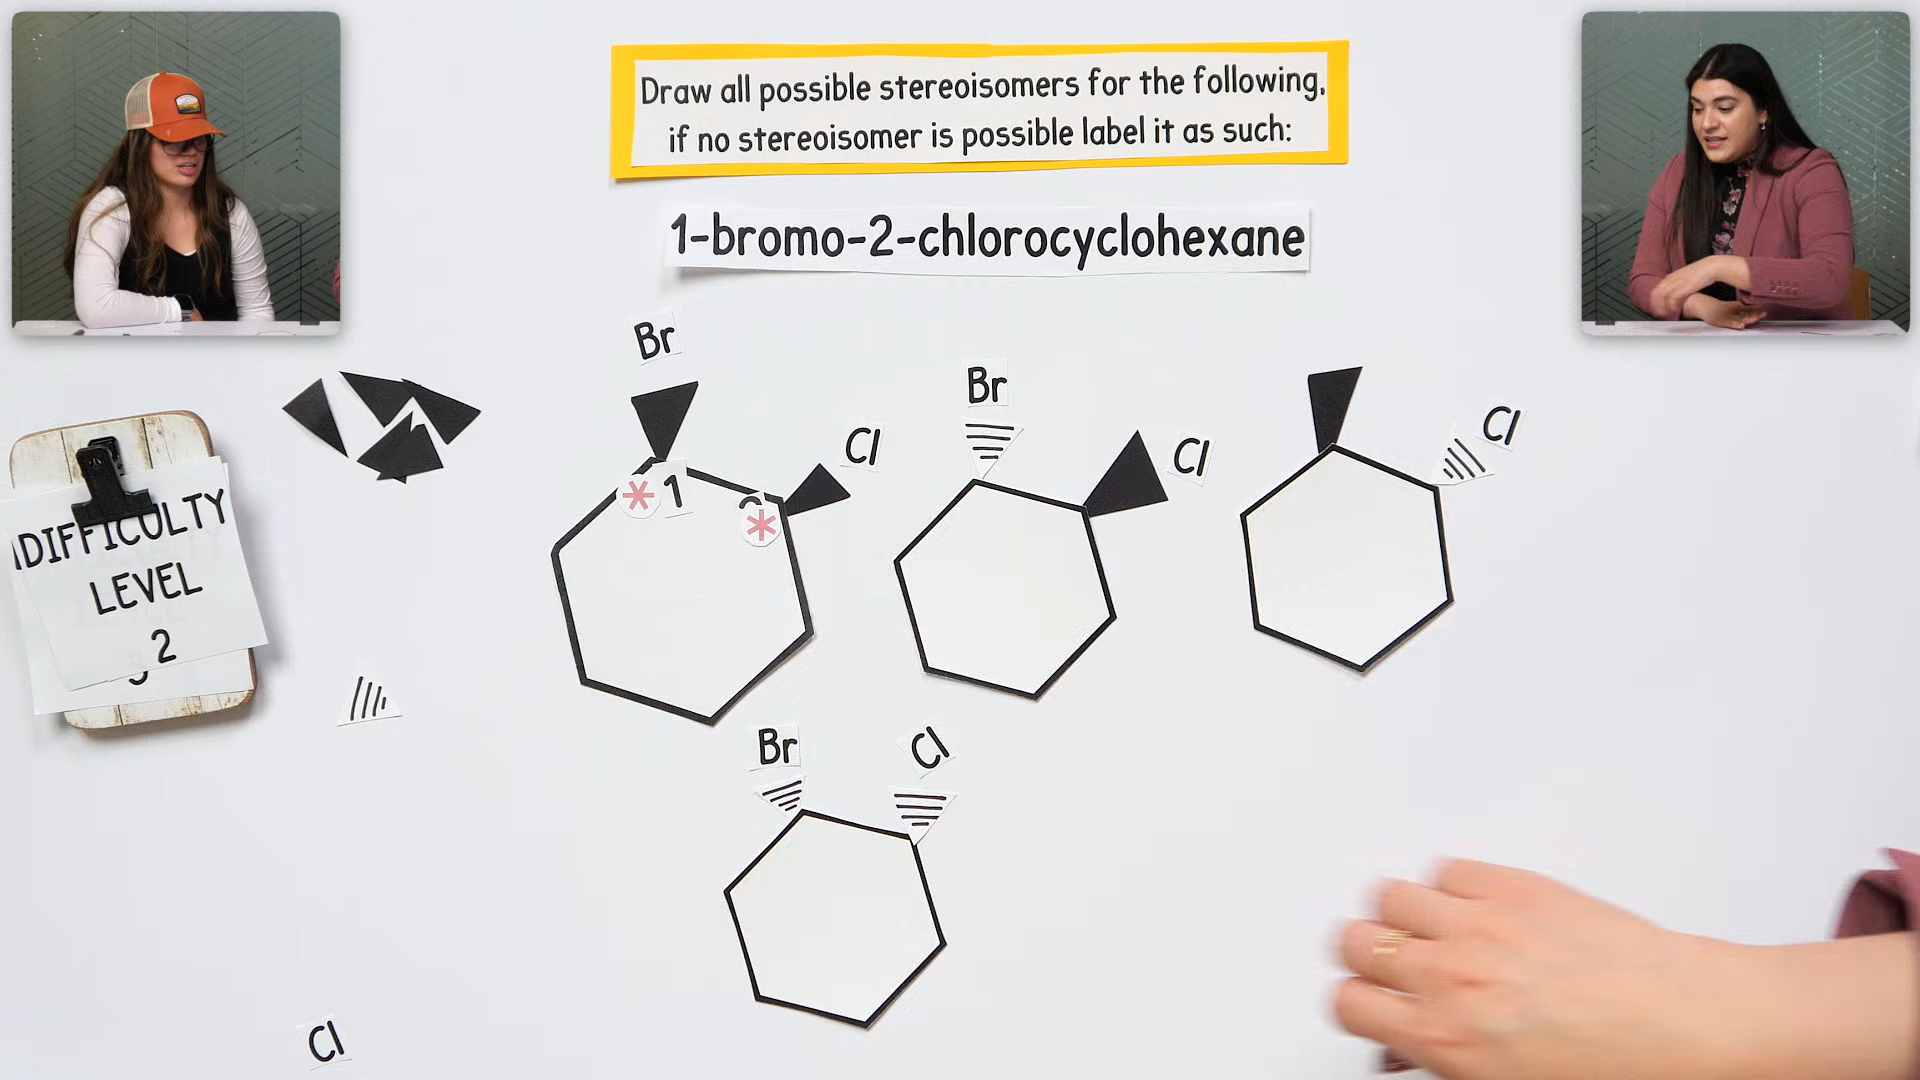 Draw all possible stereoisomers for the following,
if no stereoisomer is possible label it as such:
1-bromo-2-chlorocyclohexane
Br
Cl
* 1
*
Br
Cl
Cl
DIFFICULTY
LEVEL
2
Br
Cl
Cl